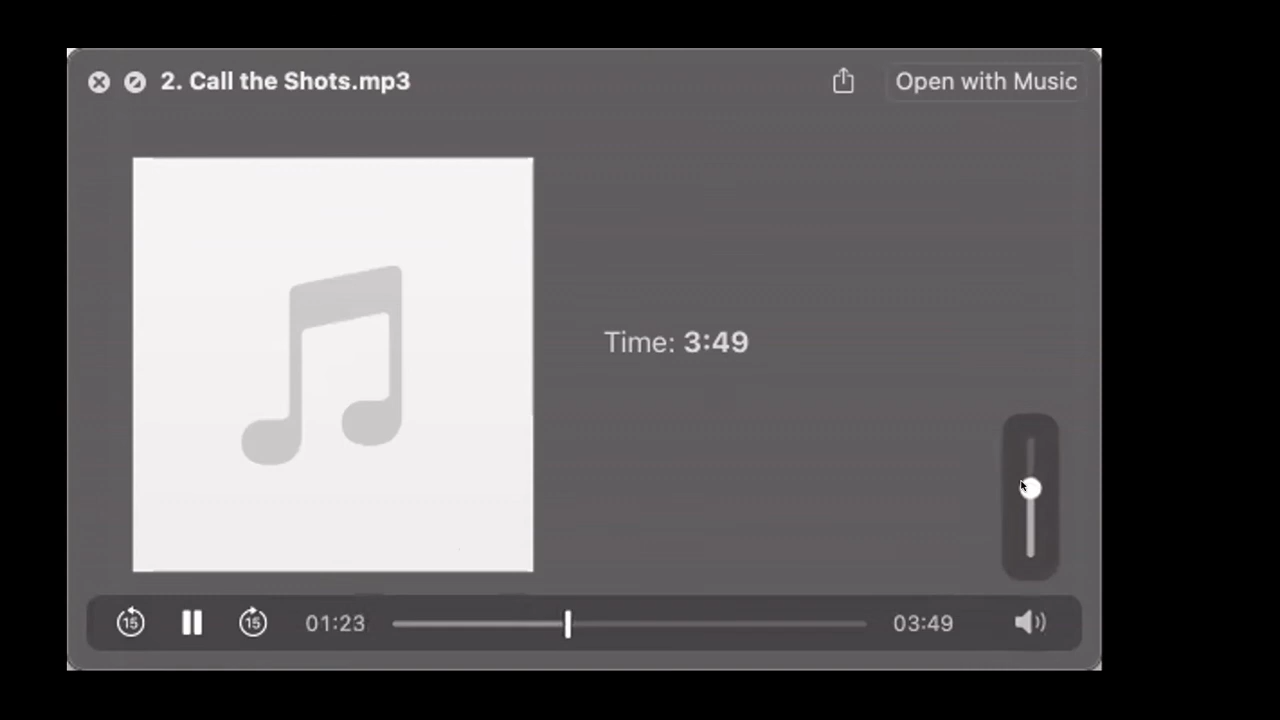 2. Call the Shots.mp3
Open with Music
Time: 3:49
15
15
01:23
03:49